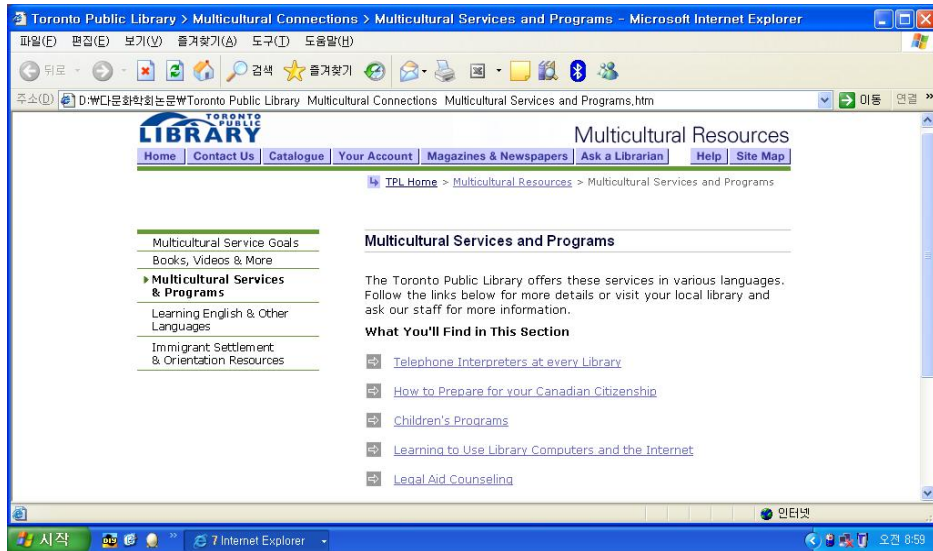 Toronto Public Library > Multicultural Connections > Multicultural Services and Programs - Microsoft Internet Explorer
파일(F) 편집(E) 보기(V) 즐겨찾기(A) 도구(T) 도움말(H)
뒤로 검색 즐겨찾기
주소(D) D:₩다문화학회논문₩Toronto Public Library Multicultural Connections Multicultural Services and Programs.htm 이동 연결 »
TORONTO
PUBLIC
LIBRARY
Multicultural Resources
Home Contact Us Catalogue Your Account Magazines & Newspapers Ask a Librarian Help Site Map
TPL Home > Multicultural Resources > Multicultural Services and Programs
Multicultural Service Goals
Books, Videos & More
Multicultural Services
& Programs
Learning English & Other
Languages
Immigrant Settlement
& Orientation Resources
Multicultural Services and Programs
The Toronto Public Library offers these services in various languages.
Follow the links below for more details or visit your local library and
ask our staff for more information.
What You'll Find in This Section
Telephone Interpreters at every Library
How to Prepare for your Canadian Citizenship
Children's Programs
Learning to Use Library Computers and the Internet
Legal Aid Counseling
인터넷
시작 » 7 Internet Explorer 오전 8:59